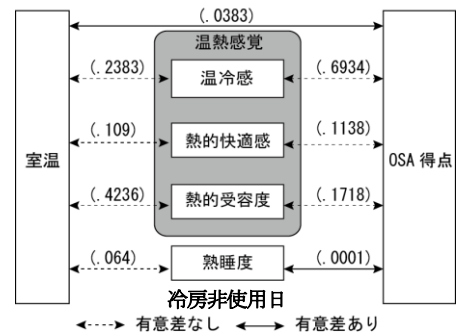 (.0383)
温熱感覚
(.2383) 温冷感 (.6934)
(.109) 熱的快適感 (.1138)
室温 OSA 得点
(.4236) 熱的受容度 (.1718)
(.064) 熟睡度 (.0001)
冷房非使用日
有意差なし 有意差あり